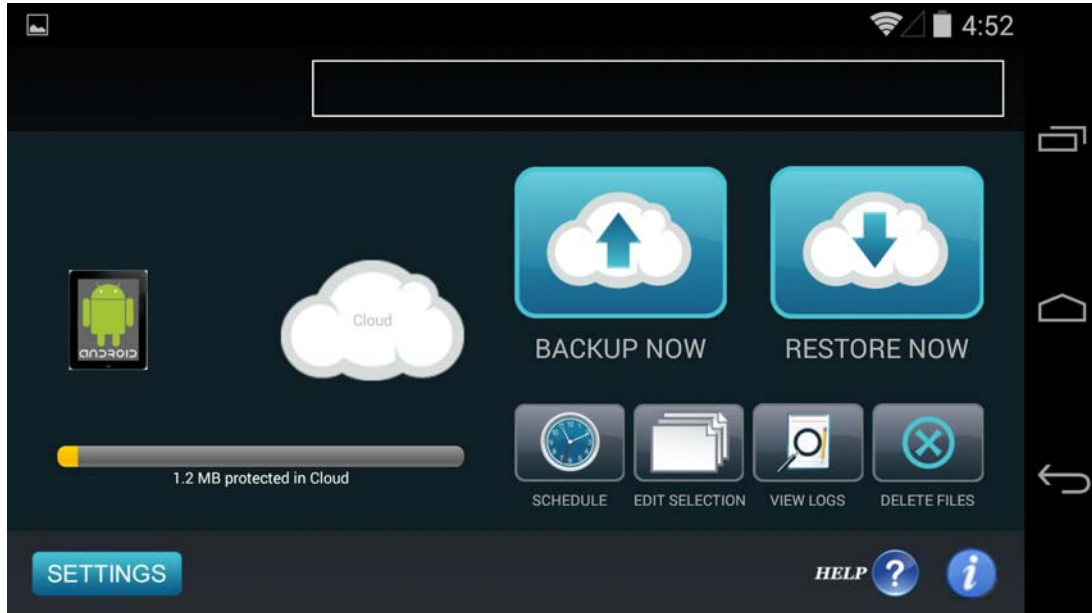 4:52
Cloud
ANDROID
BACKUP NOW
RESTORE NOW
1.2 MB protected in Cloud
SCHEDULE
EDIT SELECTION
VIEW LOGS
DELETE FILES
SETTINGS
HELP ?
i